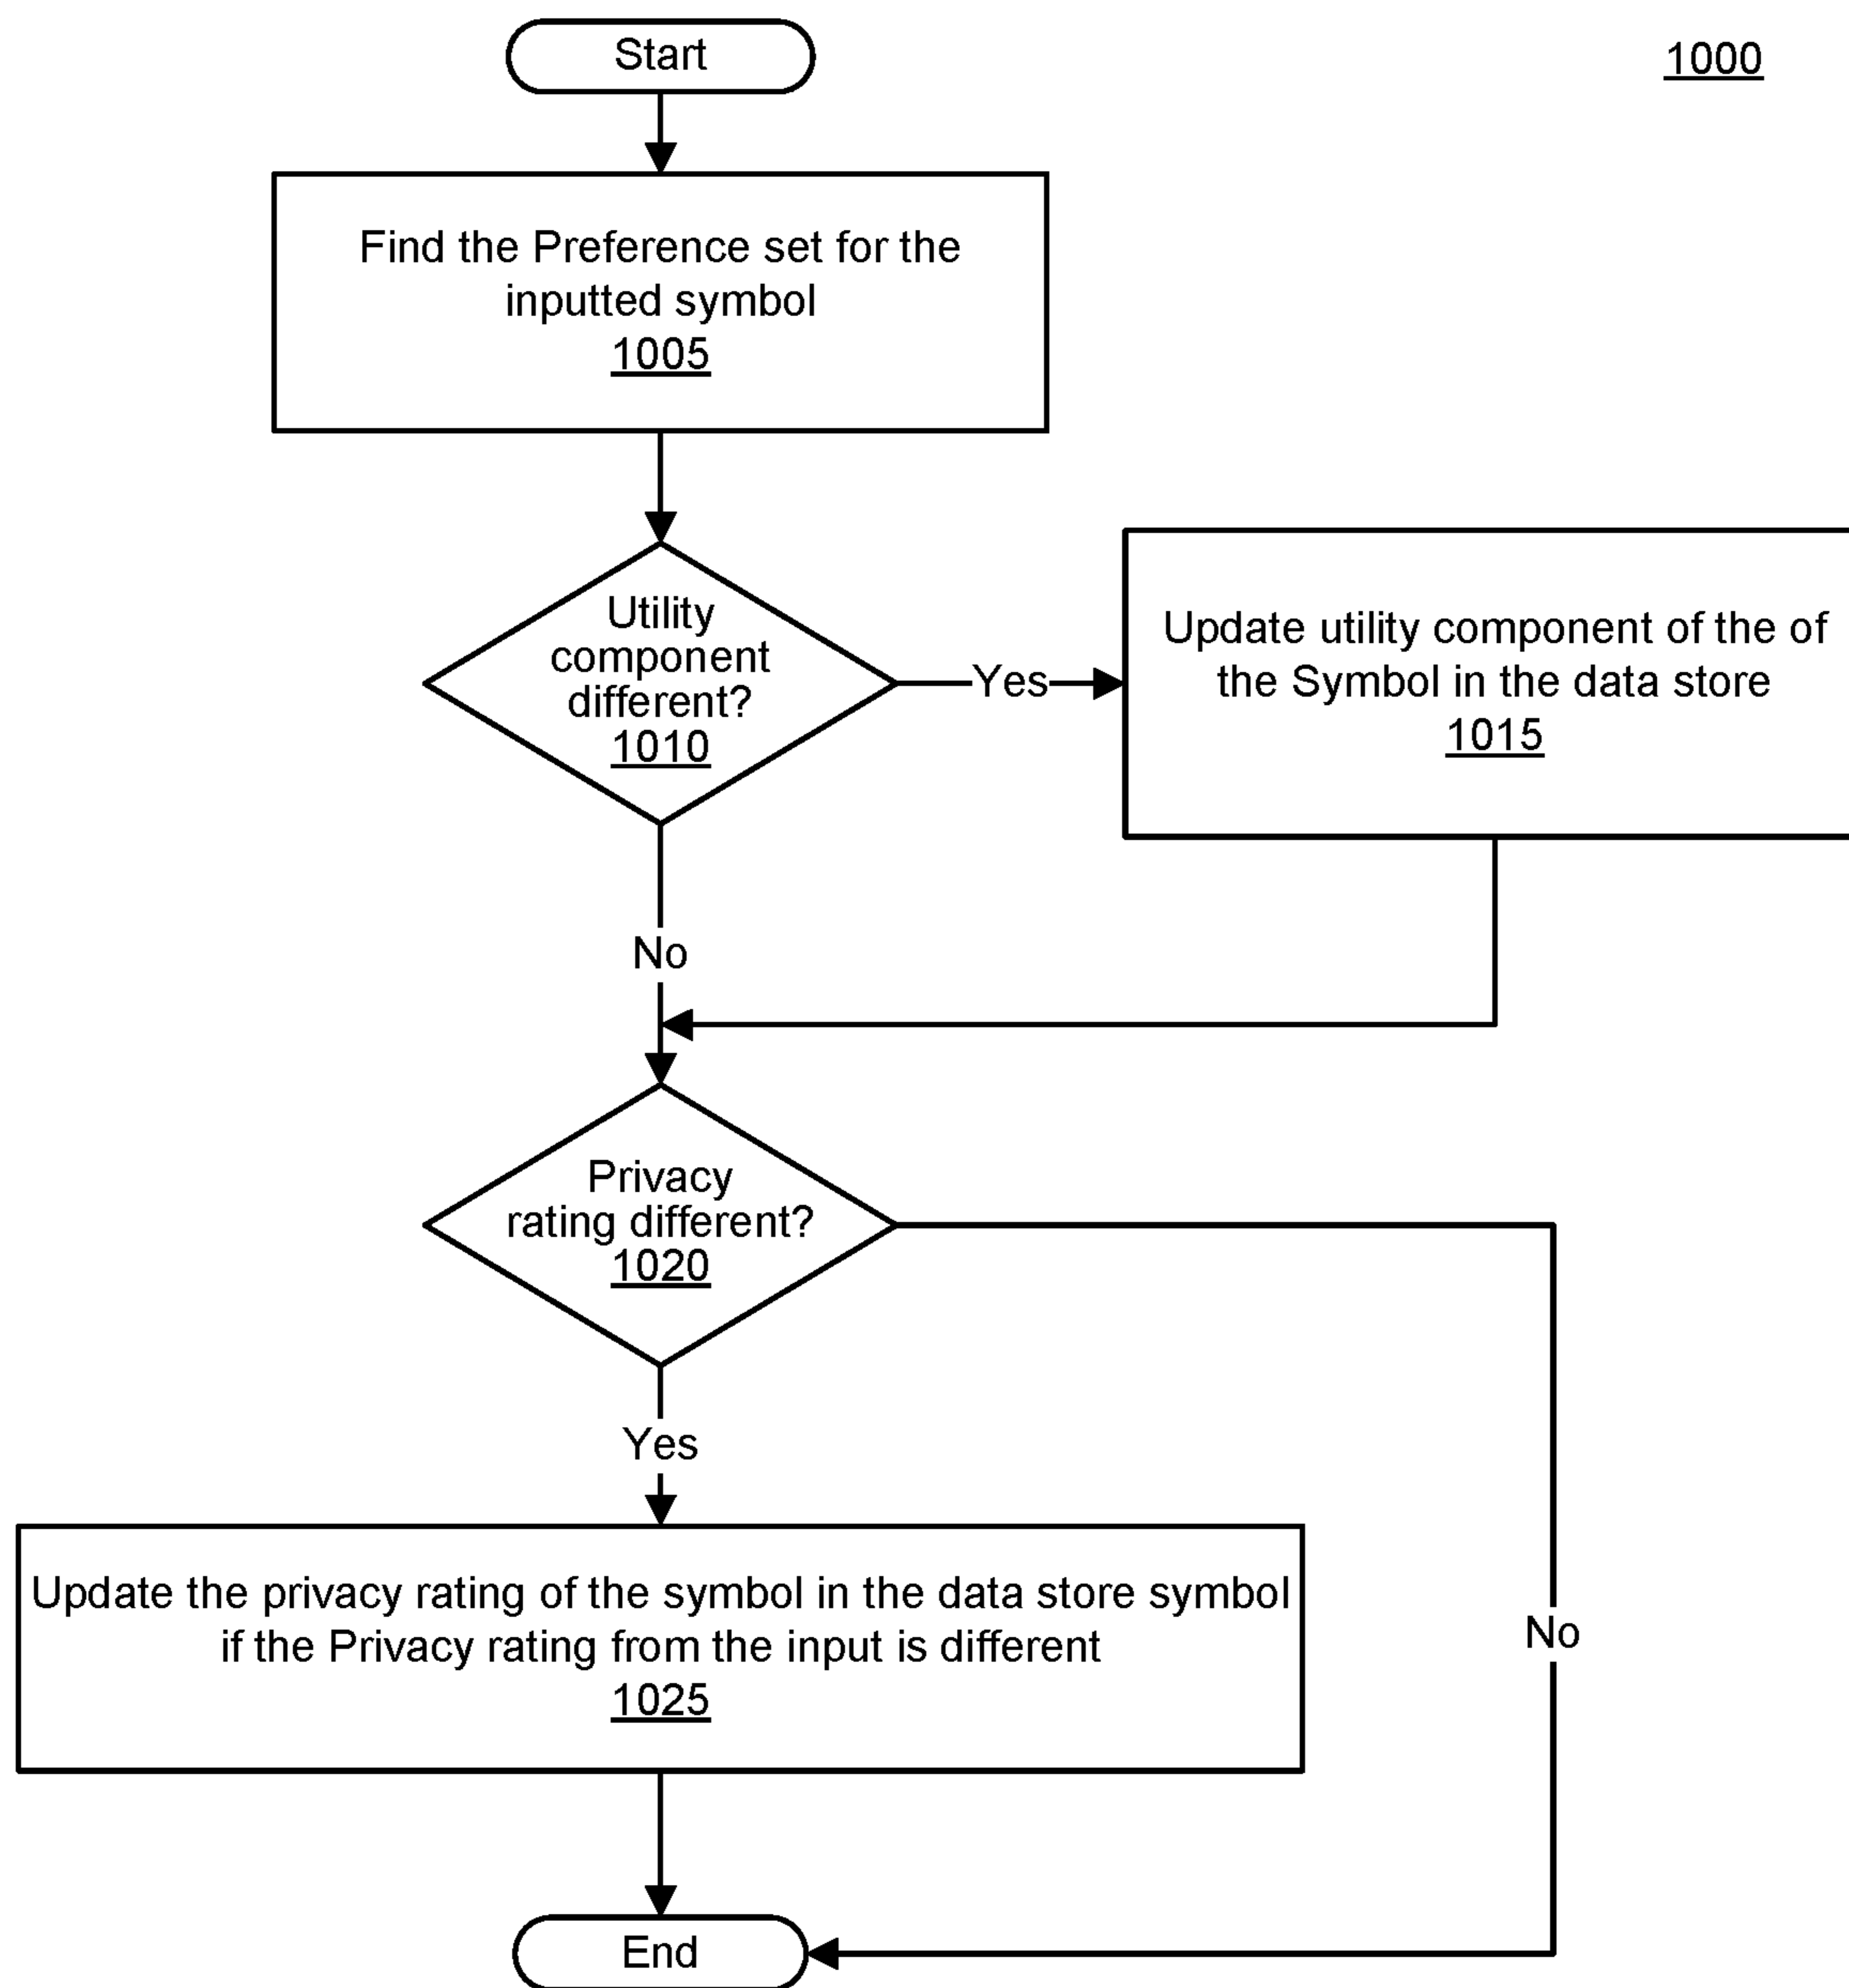 Start
1000
Find the Preference set for the
inputted symbol
1005
Utility
component
different?
1010
Yes
Update utility component of the of
the Symbol in the data store
1015
No
Privacy
rating different?
1020
Yes
Update the privacy rating of the symbol in the data store symbol
if the Privacy rating from the input is different
1025
No
End